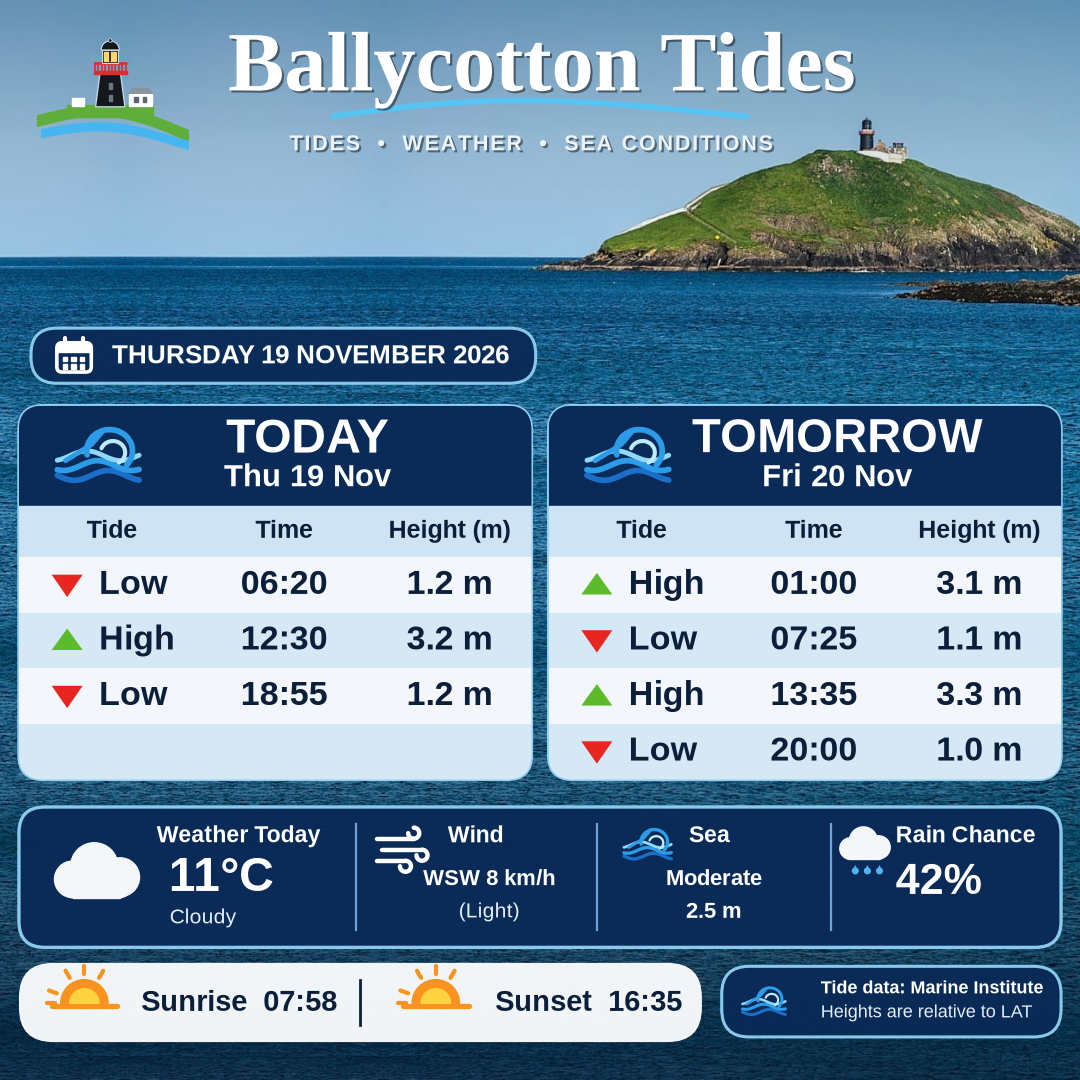 Ballycotton Tides
TIDES • WEATHER • SEA CONDITIONS
THURSDAY 19 NOVEMBER 2026
TODAY
Thu 19 Nov
Tide Time Height (m)
Low 06:20 1.2 m
High 12:30 3.2 m
Low 18:55 1.2 m
TOMORROW
Fri 20 Nov
Tide Time Height (m)
High 01:00 3.1 m
Low 07:25 1.1 m
High 13:35 3.3 m
Low 20:00 1.0 m
Weather Today
11°C
Cloudy
Wind
WSW 8 km/h
(Light)
Sea
Moderate
2.5 m
Rain Chance
42%
Sunrise 07:58
Sunset 16:35
Tide data: Marine Institute
Heights are relative to LAT